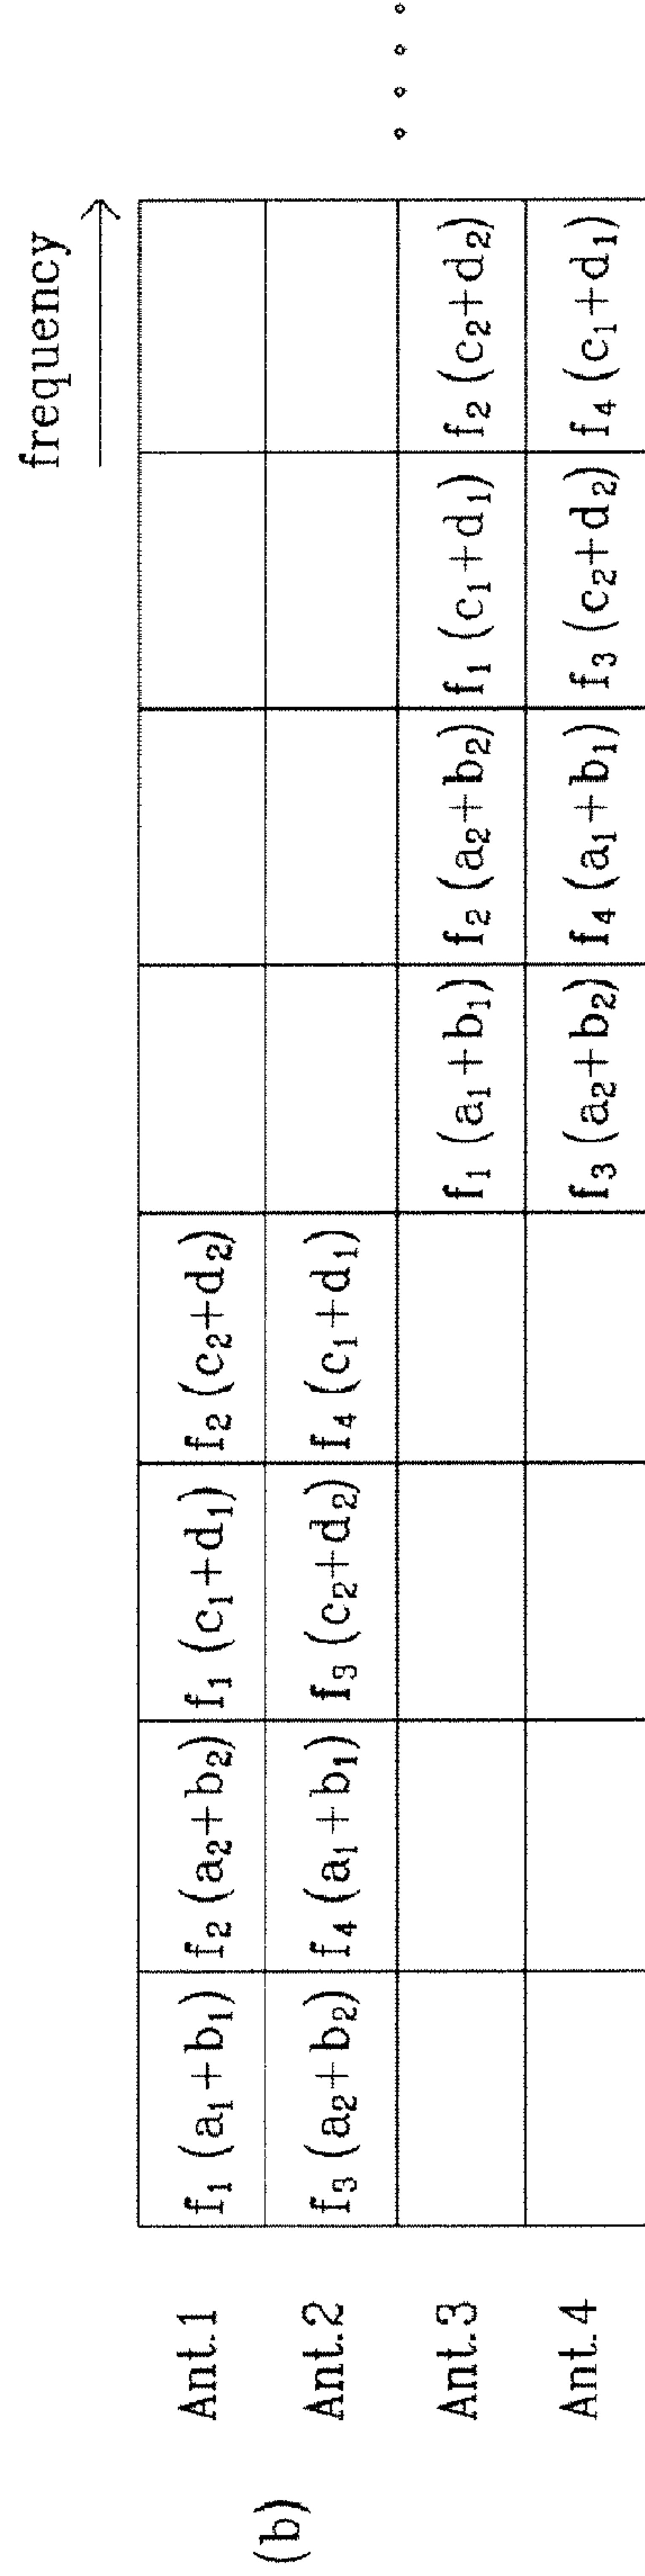 frequency
Ant.1 f₁(a₁+b₁) f₂(a₂+b₂) f₁(c₁+d₁) f₂(c₂+d₂)
Ant.2 f₃(a₂+b₂) f₄(a₁+b₁) f₃(c₂+d₂) f₄(c₁+d₁)
(b)
Ant.3 f₁(a₁+b₁) f₂(a₂+b₂) f₁(c₁+d₁) f₂(c₂+d₂)
Ant.4 f₃(a₂+b₂) f₄(a₁+b₁) f₃(c₂+d₂) f₄(c₁+d₁)